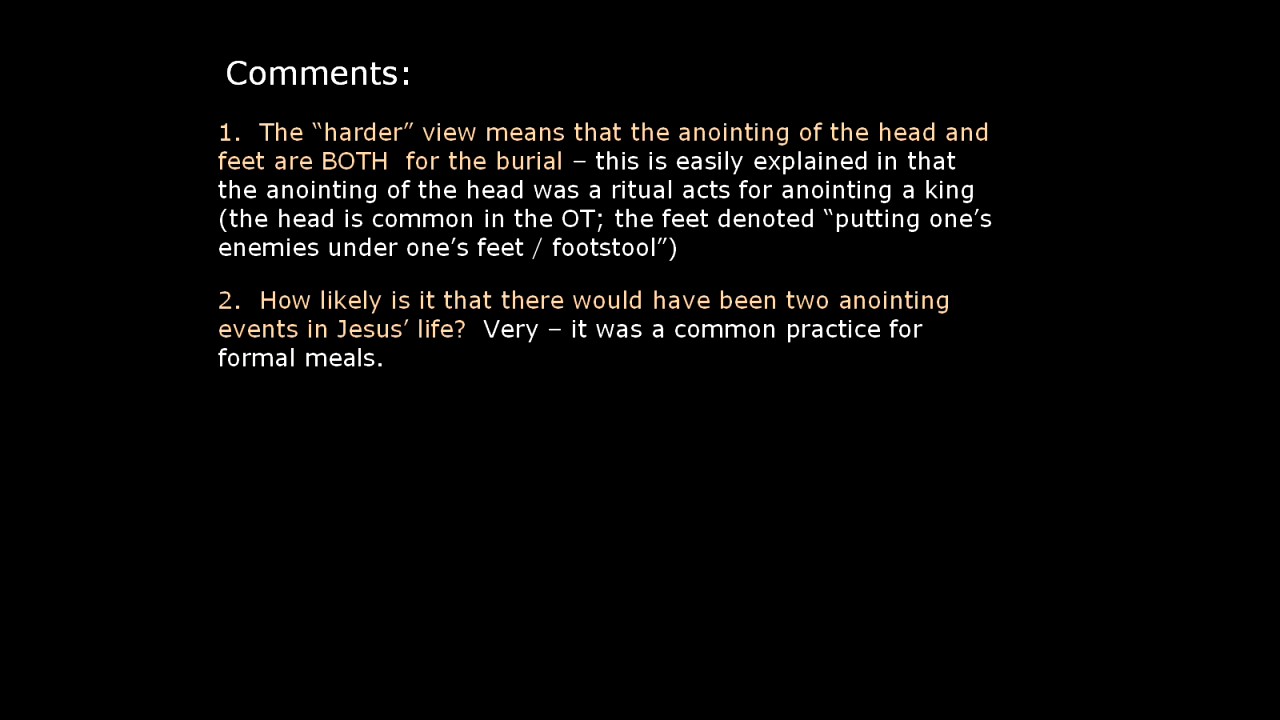 Comments:
1.  The “harder” view means that the anointing of the head and
feet are BOTH  for the burial – this is easily explained in that
the anointing of the head was a ritual acts for anointing a king
(the head is common in the OT; the feet denoted “putting one’s
enemies under one’s feet / footstool”)
2.  How likely is it that there would have been two anointing
events in Jesus’ life?  Very – it was a common practice for
formal meals.